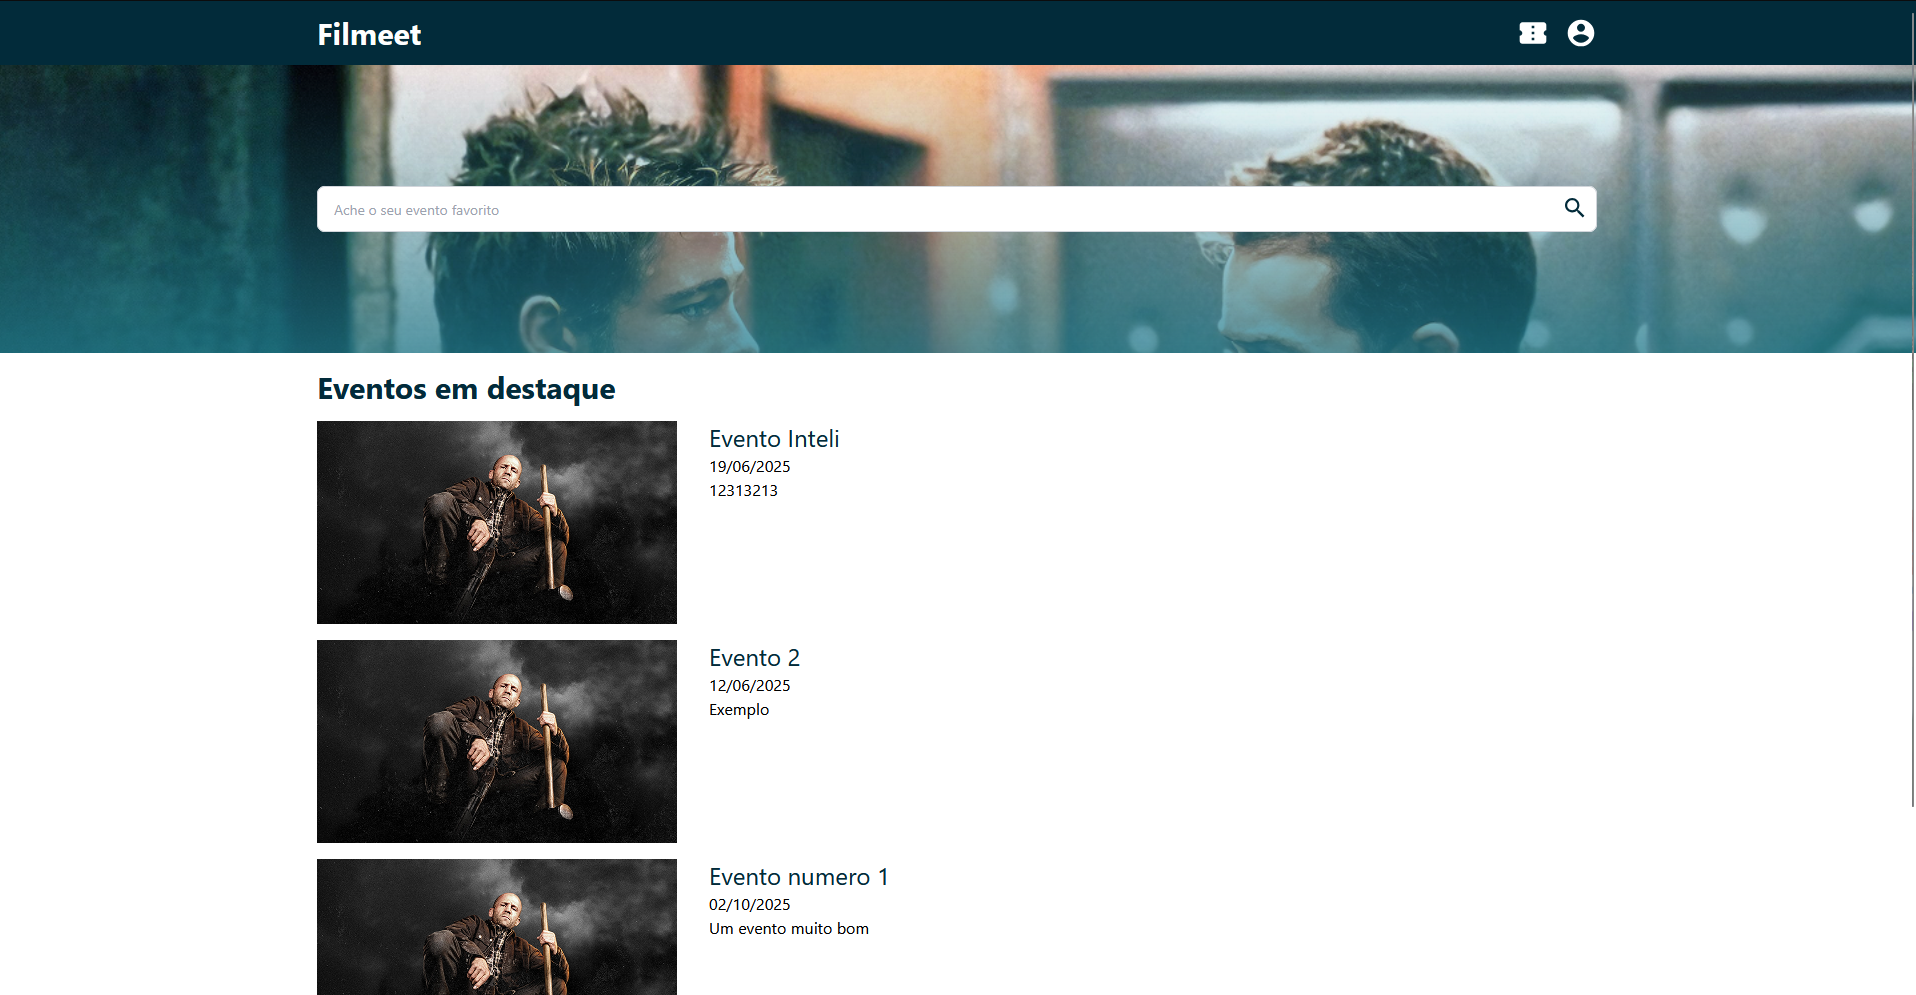 Filmeet
Ache o seu evento favorito
Eventos em destaque
Evento Inteli
19/06/2025
12313213
Evento 2
12/06/2025
Exemplo
Evento numero 1
02/10/2025
Um evento muito bom